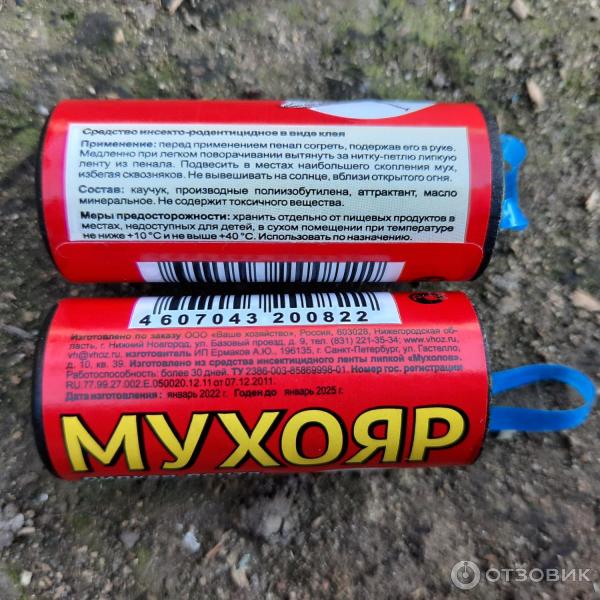 Средство инсекто-родентицидное в виде клея
Применение: перед применением пенал согреть, подержав его в руке.
Медленно при легком поворачивании вытянуть за нитку-петлю липкую
ленту из пенала. Подвесить в местах наибольшего скопления мух,
избегая сквозняков. Не вывешивать на солнце, вблизи открытого огня.
Состав: каучук, производные полиизобутилена, аттрактант, масло
минеральное. Не содержит токсичного вещества.
Меры предосторожности: хранить отдельно от пищевых продуктов в
местах, недоступных для детей, в сухом помещении при температуре
не ниже +10°С и не выше +40°С. Использовать по назначению.
4 607043 200822
Изготовлено по заказу ООО «Ваше хозяйство», Россия, 603028, Нижегородская об-
ласть, г. Нижний Новгород, ул. Базовый проезд, д. 9, тел. (831) 221-35-34; www.vhoz.ru,
vh@vhoz.ru, изготовитель ИП Ермаков А.Ю., 196135, г. Санкт-Петербург, ул. Гастелло,
д. 10, кв. 39. Изготовлено из средства инсектицидного ленты липкой «Мухолов».
Работоспособность: более 30 дней. ТУ 2386-003-85869998-01. Номер гос. регистрации
RU.77.99.27.002.Е.050020.12.11 от 07.12.2011.
Дата изготовления: январь 2022 г. Годен до январь 2025 г.
МУХОЯР
ОТЗОВИК